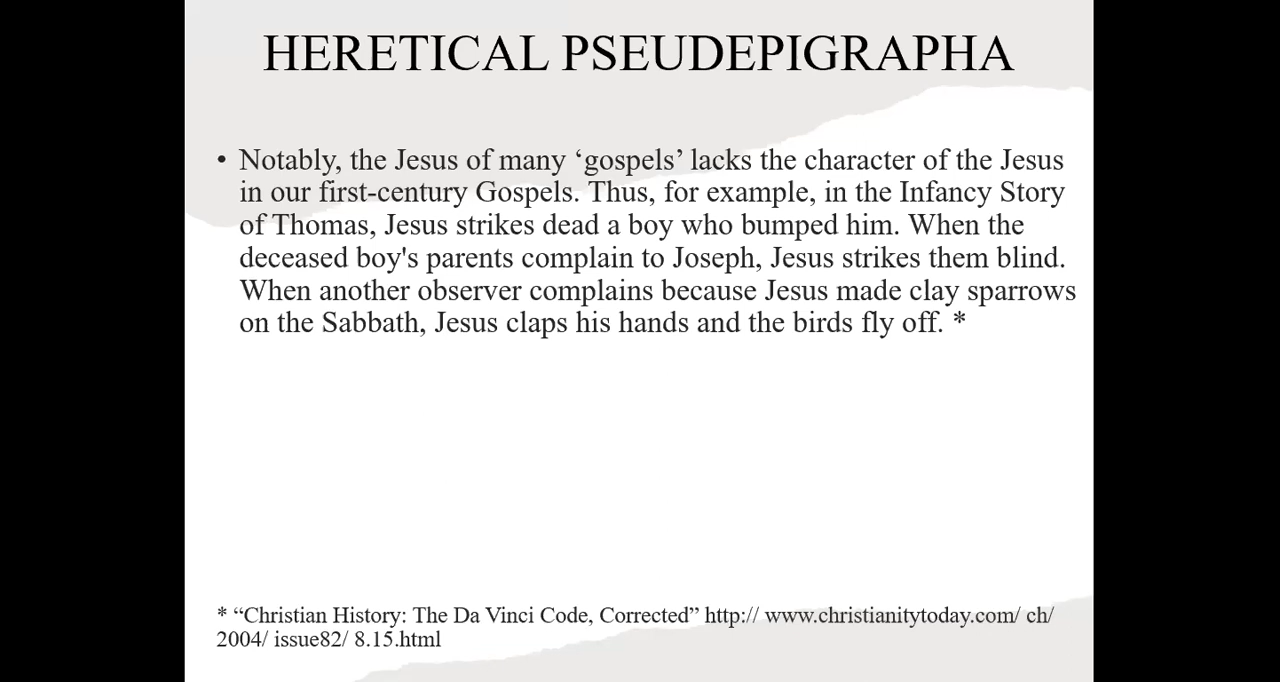 HERETICAL PSEUDEPIGRAPHA
• Notably, the Jesus of many ‘gospels’ lacks the character of the Jesus
in our first-century Gospels. Thus, for example, in the Infancy Story
of Thomas, Jesus strikes dead a boy who bumped him. When the
deceased boy's parents complain to Joseph, Jesus strikes them blind.
When another observer complains because Jesus made clay sparrows
on the Sabbath, Jesus claps his hands and the birds fly off. *
* “Christian History: The Da Vinci Code, Corrected” http:// www.christianitytoday.com/ ch/
2004/ issue82/ 8.15.html